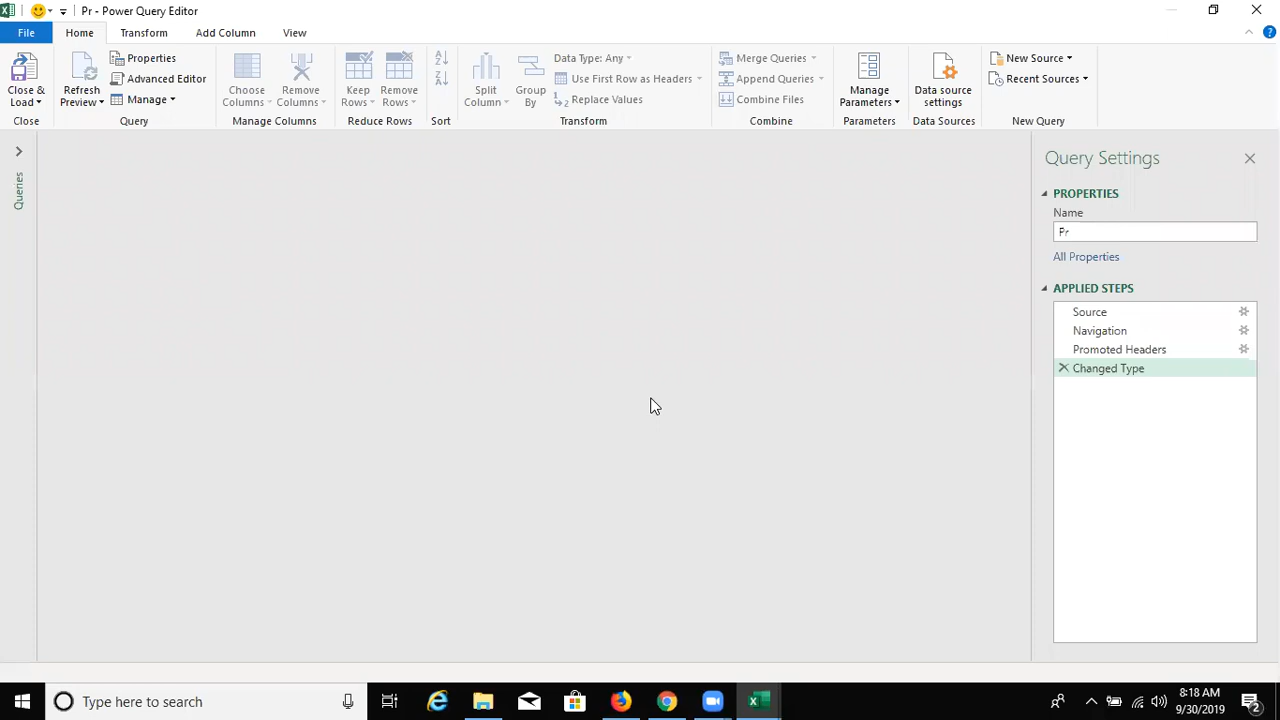 Pr - Power Query Editor
File Home Transform Add Column View
Close & Load
Close
Refresh Preview
Properties
Advanced Editor
Manage
Query
Choose Columns
Remove Columns
Manage Columns
Keep Rows
Remove Rows
Reduce Rows
Sort
Split Column
Group By
Data Type: Any
Use First Row as Headers
Replace Values
Transform
Merge Queries
Append Queries
Combine Files
Combine
Manage Parameters
Parameters
Data source settings
Data Sources
New Source
Recent Sources
New Query
Queries
Query Settings
PROPERTIES
Name
Pr
All Properties
APPLIED STEPS
Source
Navigation
Promoted Headers
Changed Type
Type here to search
8:18 AM
9/30/2019
2